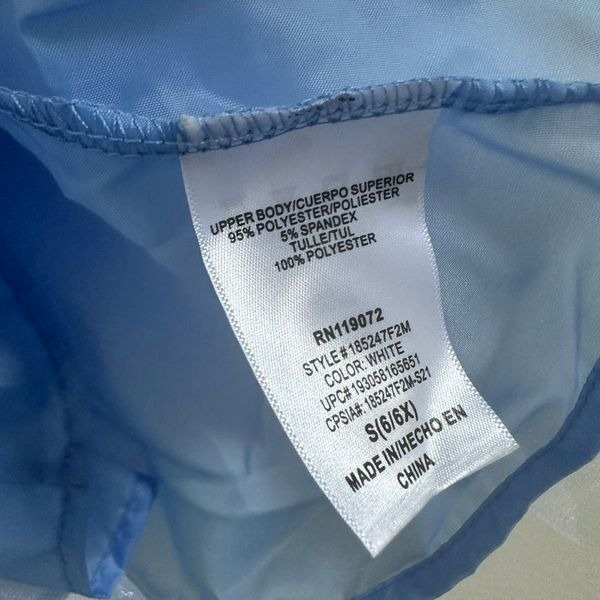 UPPER BODY/CUERPO SUPERIOR
95% POLYESTER/POLIESTER
5% SPANDEX
TULLE/TUL
100% POLYESTER
RN119072
STYLE#185247F2M
COLOR: WHITE
UPC#:193058165651
CPSIA#:185247F2M-S21
S(6/6X)
MADE IN/HECHO EN
CHINA